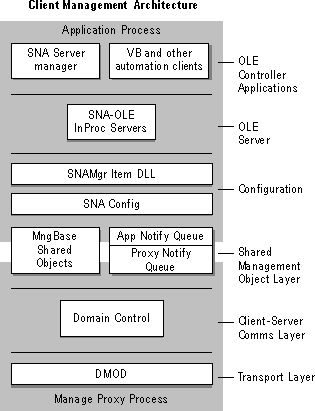 Client Management Architecture
Application Process
SNA Server
manager
VB and other
automation clients
OLE
Controller
Applications
SNA-OLE
InProc Servers
OLE
Server
SNAMgr Item DLL
Configuration
SNA Config
MngBase
Shared
Objects
App Notify Queue
Proxy Notify
Queue
Shared
Management
Object Layer
Domain Control
Client-Server
Comms Layer
DMOD
Transport Layer
Manage Proxy Process